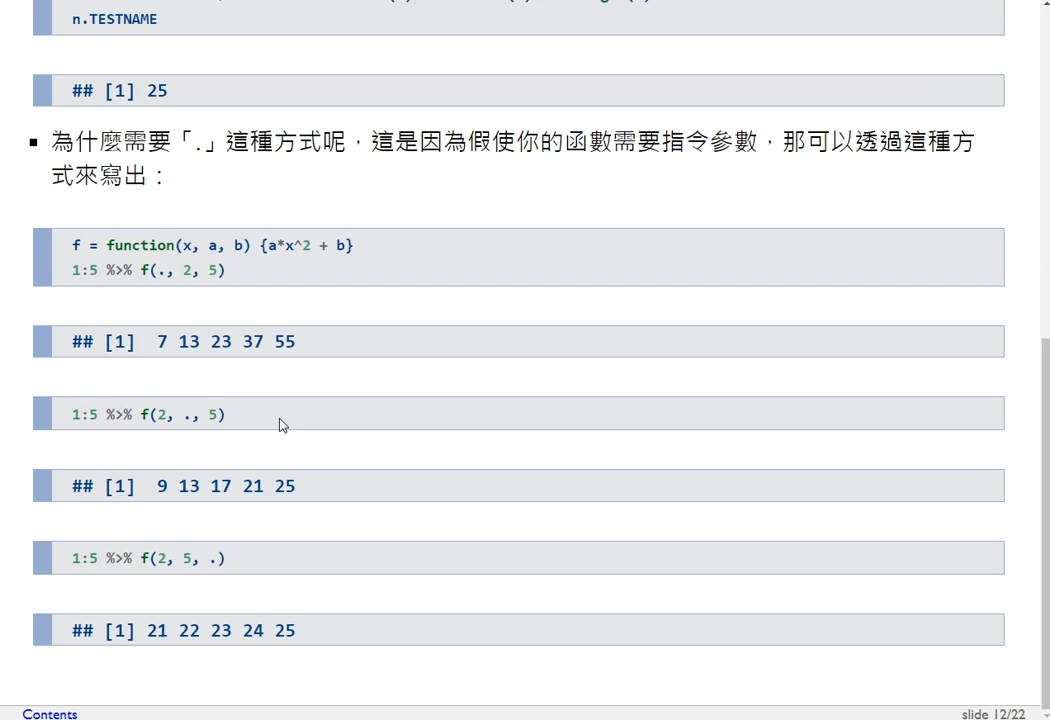 n.TESTNAME
## [1] 25
為什麼需要「.」這種方式呢，這是因為假使你的函數需要指令參數，那可以透過這種方
式來寫出：
f = function(x, a, b) {a*x^2 + b}
1:5 %>% f(., 2, 5)
## [1]  7 13 23 37 55
1:5 %>% f(2, ., 5)
## [1]  9 13 17 21 25
1:5 %>% f(2, 5, .)
## [1] 21 22 23 24 25
Contents
slide 12/22